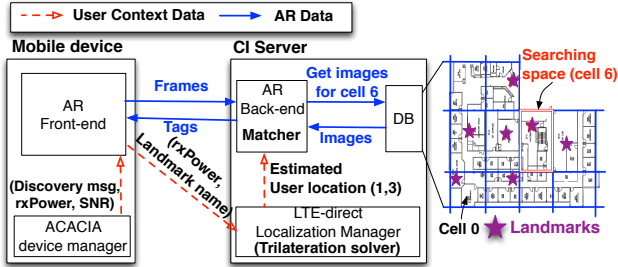 User Context Data
AR Data
Mobile device
CI Server
AR
Front-end
Frames
Tags
(rxPower,
Landmark name)
AR
Back-end
Matcher
Get images
for cell 6
Images
DB
Searching
space (cell 6)
Estimated
User location (1,3)
(Discovery msg,
rxPower, SNR)
ACACIA
device manager
LTE-direct
Localization Manager
(Trilateration solver)
Cell 0
Landmarks